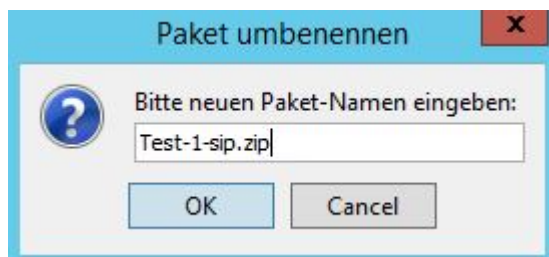 Paket umbenennen
x
Bitte neuen Paket-Namen eingeben:
Test-1-sip.zip
OK Cancel